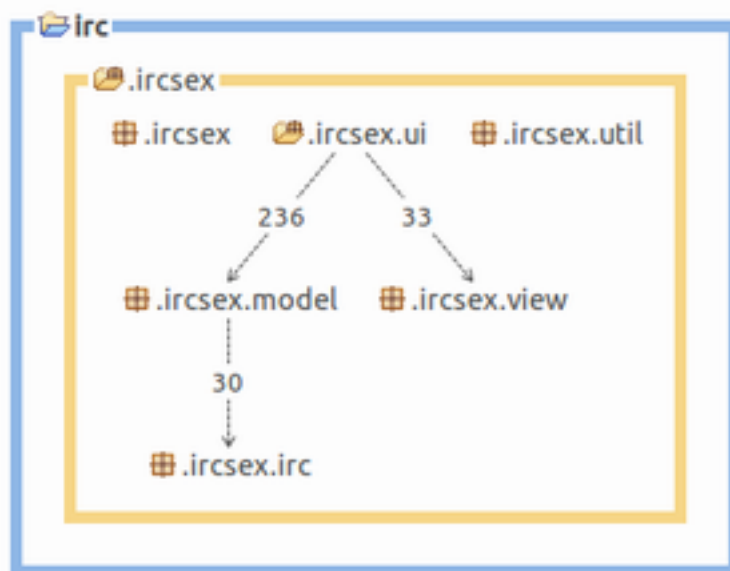 irc
.ircsex
.ircsex .ircsex.ui .ircsex.util
236 33
.ircsex.model .ircsex.view
30
.ircsex.irc